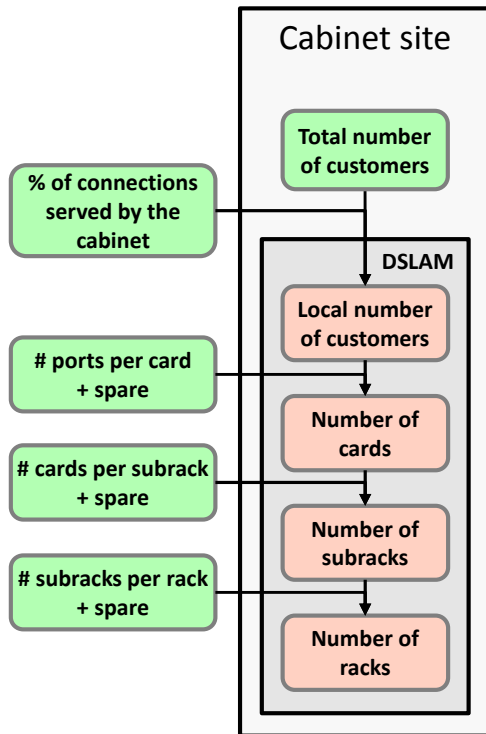 Cabinet site
Total number
of customers
% of connections
served by the
cabinet
DSLAM
Local number
of customers
# ports per card
+ spare
Number of
cards
# cards per subrack
+ spare
Number of
subracks
# subracks per rack
+ spare
Number of
racks